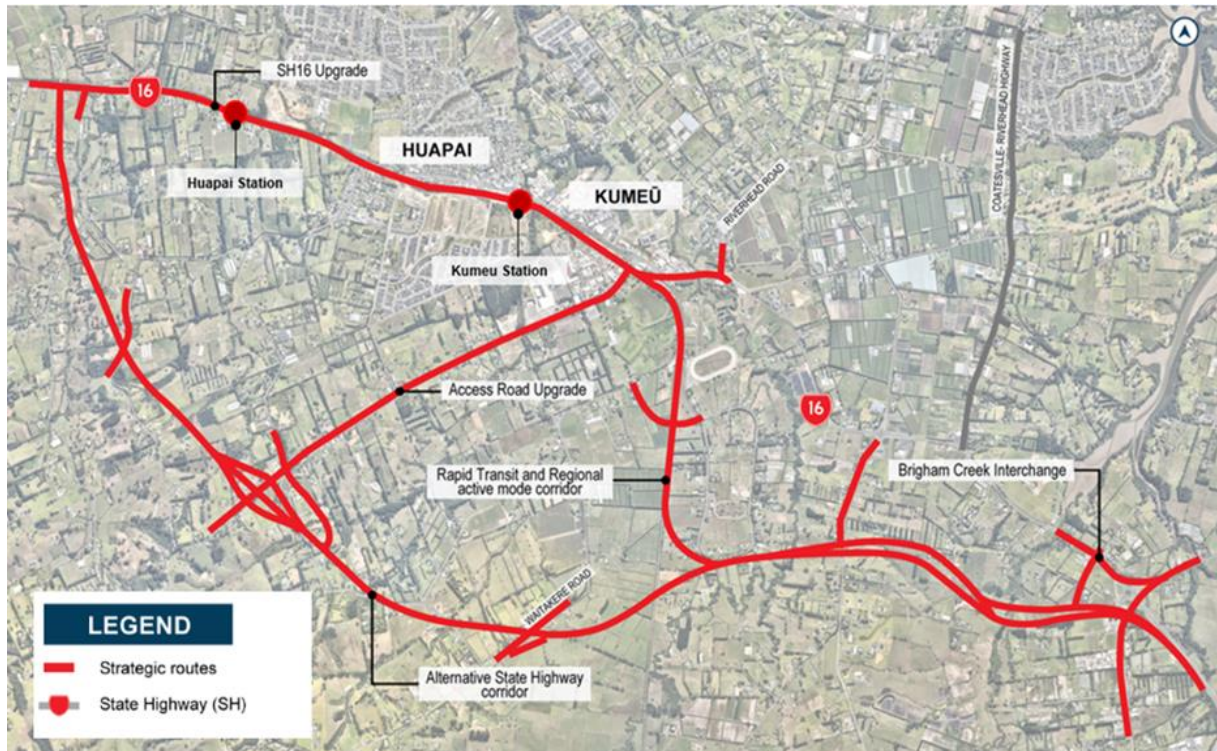 SH16 Upgrade
16
Huapai Station
HUAPAI
KUMEŪ
Kumeu Station
RIVERHEAD ROAD
COATESVILLE- RIVERHEAD HIGHWAY
Access Road Upgrade
16
Rapid Transit and Regional
active mode corridor
Brigham Creek Interchange
WAITAKERE ROAD
Alternative State Highway
corridor
LEGEND
Strategic routes
State Highway (SH)